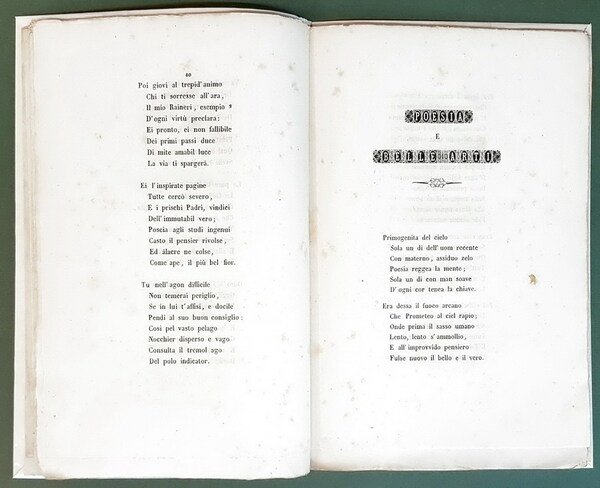 80
Poi giovi al trepid'animo
Chi ti sorresse all'ara,
Il mio Raineri, esempio
D'ogni virtù preclara;
Ei pronto, ei non fallibile
Dei primi passi duce
Di mite amabil luce
La via ti spargerà.
Ei l'inspirate pagine
Tutte cercò severo,
E i prischi Padri, vindici
Dell'immutabil vero;
Poscia agli studi ingenui
Casto il pensier rivolse,
Ed álacre ne colse,
Come ape, il più bel fior.
Tu nell'agon difficile
Non temerai periglio,
Se in lui t'affisi, e docile
Pendi al suo buon consiglio:
Così pel vasto pelago
Nocchier disperso e vago
Consulta il tremol ago
Del polo indicator.
POESIA
E
BELLE ARTI
Primogenita del cielo
Sola un dì dell'uom recente
Con materno, assiduo zelo
Poesia reggea la mente;
Sola un dì con man soave
D'ogni cor tenea la chiave.
Era dessa il fuoco arcano
Che Prometeo al ciel rapìo;
Onde prima il sasso umano
Lento, lento s'ammollìo,
E all'improvvido pensiero
Fulse nuovo il bello e il vero.